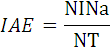 IAE = NINa / NT